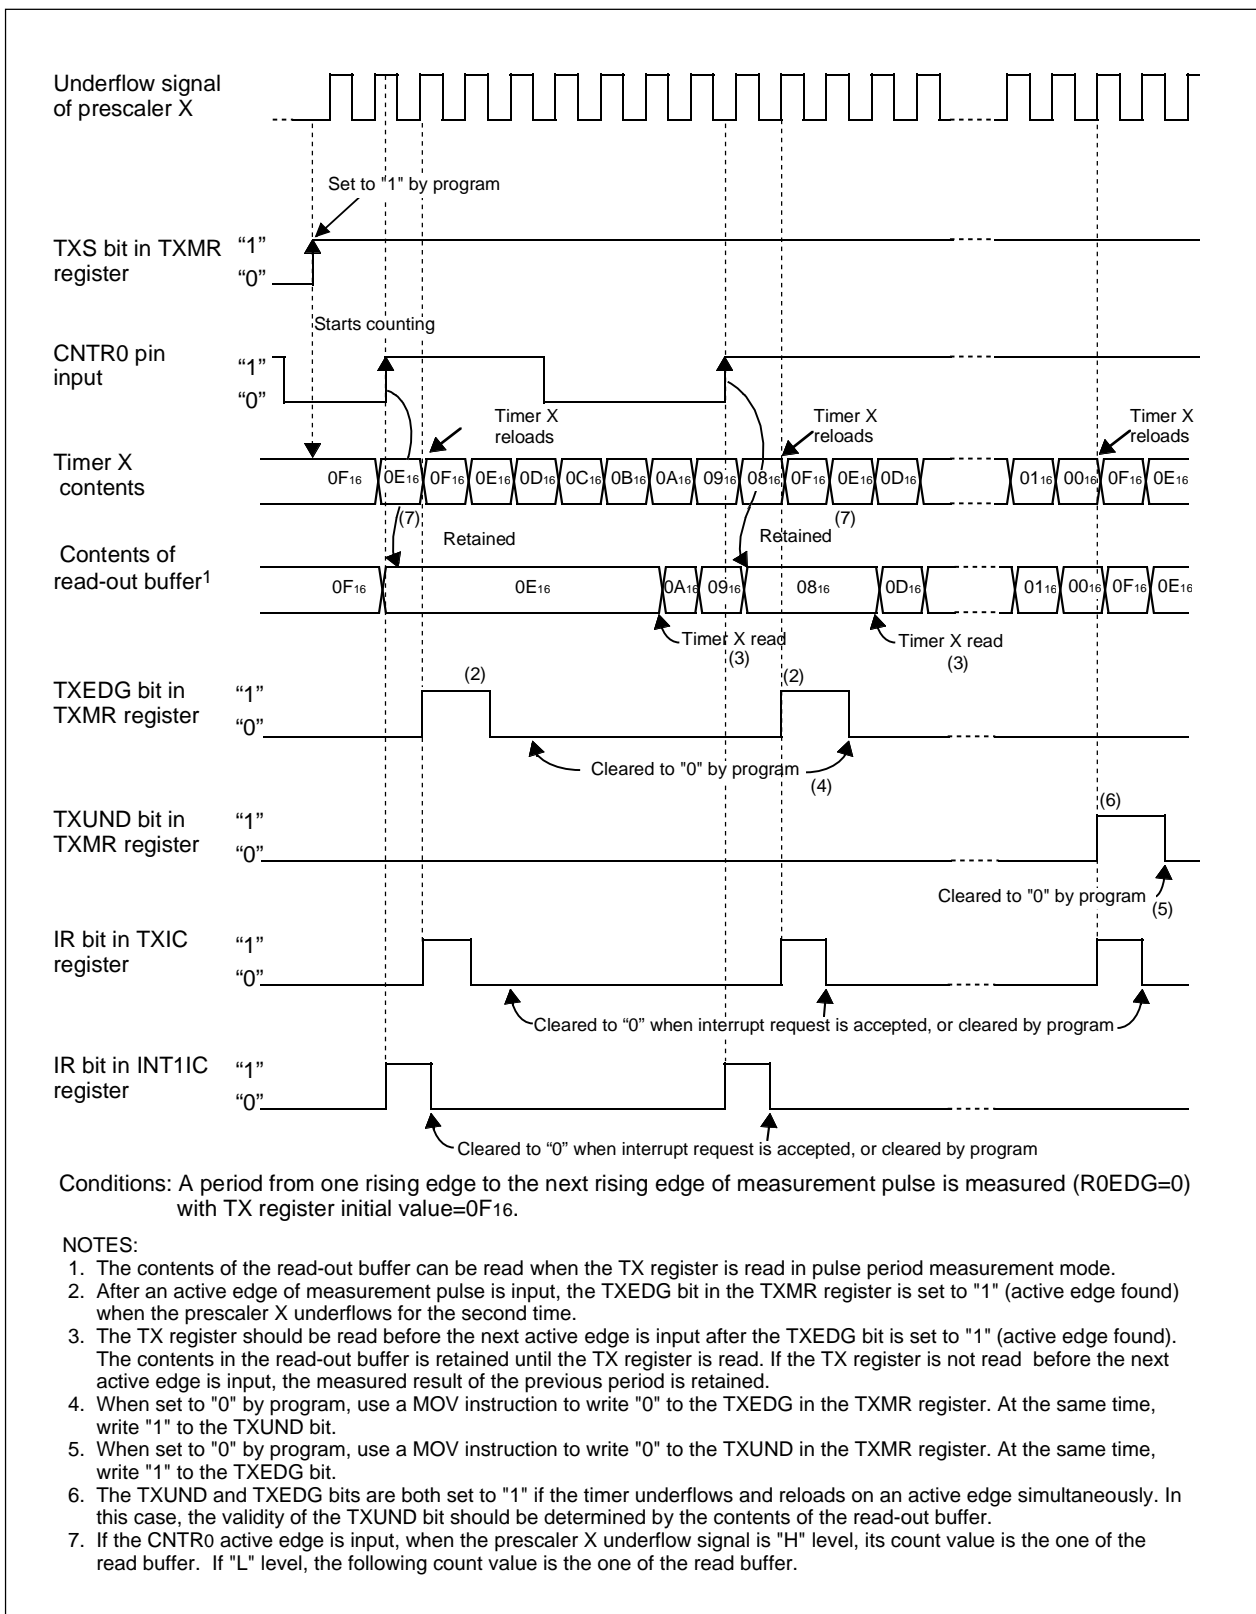 Underflow signal
of prescaler X
Set to "1" by program
TXS bit in TXMR
register
“1”
“0”
Starts counting
CNTR0 pin
input
“1”
“0”
Timer X
reloads
Timer X
reloads
Timer X
reloads
Timer X
contents
0F16 0E16 0F16 0E16 0D16 0C16 0B16 0A16 0916 0816 0F16 0E16 0D16 0116 0016 0F16 0E16
(7)
(7)
Retained
Retained
Contents of
read-out buffer1
0F16 0E16 0A16 0916 0816 0D16 0116 0016 0F16 0E16
Timer X read
(3)
Timer X read
(3)
TXEDG bit in
TXMR register
“1”
“0”
(2)
(2)
Cleared to "0" by program
(4)
TXUND bit in
TXMR register
“1”
“0”
(6)
Cleared to "0" by program
(5)
IR bit in TXIC
register
“1”
“0”
Cleared to “0” when interrupt request is accepted, or cleared by program
IR bit in INT1IC
register
“1”
“0”
Cleared to “0” when interrupt request is accepted, or cleared by program
Conditions: A period from one rising edge to the next rising edge of measurement pulse is measured (R0EDG=0)
with TX register initial value=0F16.
NOTES:
1. The contents of the read-out buffer can be read when the TX register is read in pulse period measurement mode.
2. After an active edge of measurement pulse is input, the TXEDG bit in the TXMR register is set to "1" (active edge found)
when the prescaler X underflows for the second time.
3. The TX register should be read before the next active edge is input after the TXEDG bit is set to "1" (active edge found).
The contents in the read-out buffer is retained until the TX register is read. If the TX register is not read before the next
active edge is input, the measured result of the previous period is retained.
4. When set to "0" by program, use a MOV instruction to write "0" to the TXEDG in the TXMR register. At the same time,
write "1" to the TXUND bit.
5. When set to "0" by program, use a MOV instruction to write "0" to the TXUND in the TXMR register. At the same time,
write "1" to the TXEDG bit.
6. The TXUND and TXEDG bits are both set to "1" if the timer underflows and reloads on an active edge simultaneously. In
this case, the validity of the TXUND bit should be determined by the contents of the read-out buffer.
7. If the CNTR0 active edge is input, when the prescaler X underflow signal is "H" level, its count value is the one of the
read buffer. If "L" level, the following count value is the one of the read buffer.